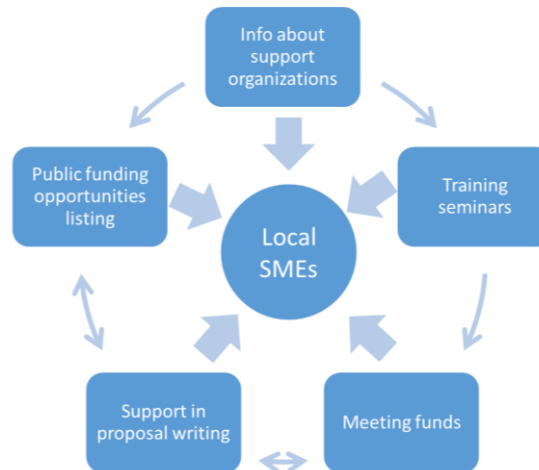 Info about
support
organizations
Public funding
opportunities
listing
Training
seminars
Local
SMEs
Support in
proposal writing
Meeting funds